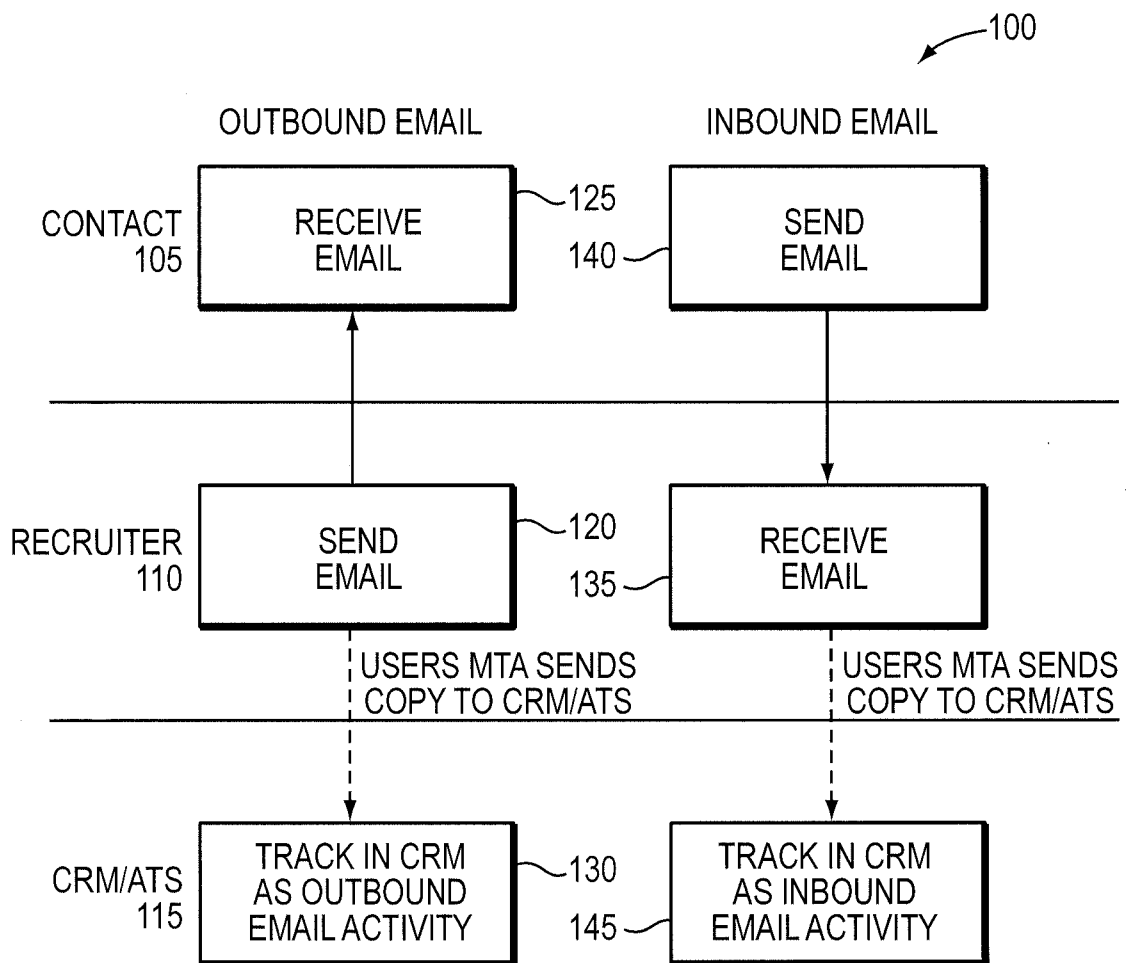 100
OUTBOUND EMAIL
INBOUND EMAIL
CONTACT
105
RECEIVE
EMAIL
125
140
SEND
EMAIL
RECRUITER
110
SEND
EMAIL
120
135
RECEIVE
EMAIL
USERS MTA SENDS
COPY TO CRM/ATS
USERS MTA SENDS
COPY TO CRM/ATS
CRM/ATS
115
TRACK IN CRM
AS OUTBOUND
EMAIL ACTIVITY
130
145
TRACK IN CRM
AS INBOUND
EMAIL ACTIVITY